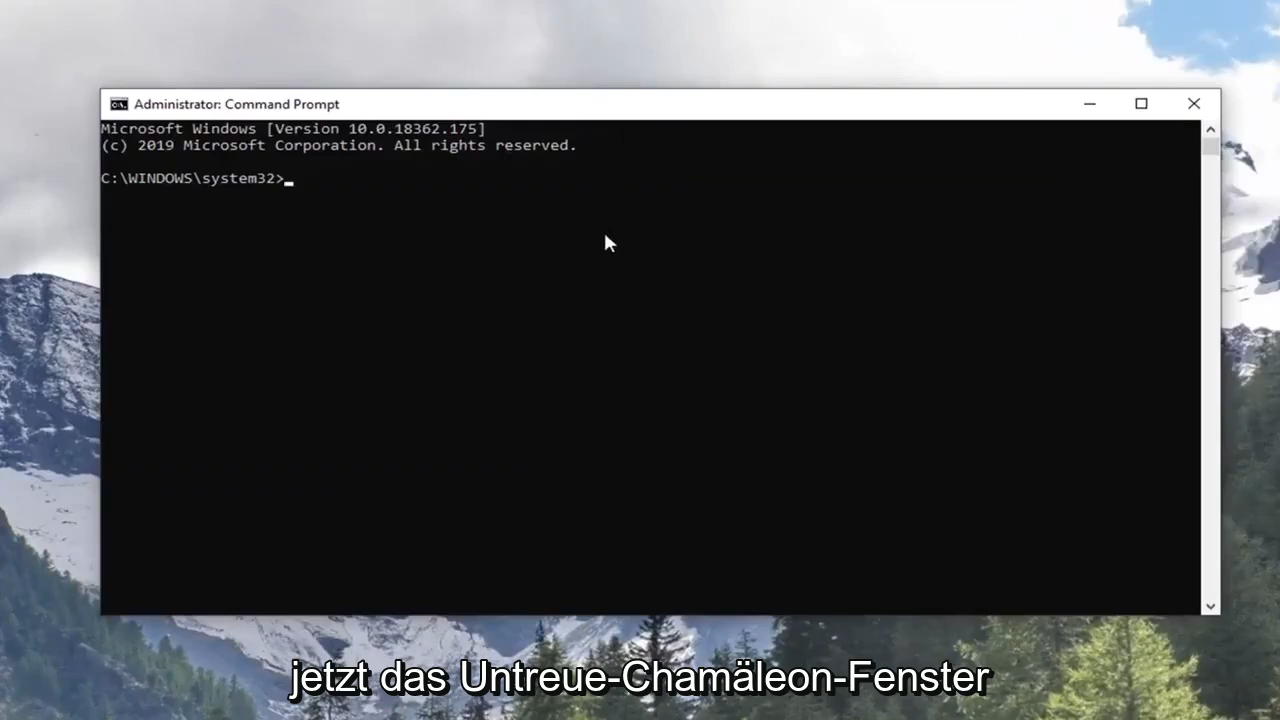 Administrator: Command Prompt
Microsoft Windows [Version 10.0.18362.175]
(c) 2019 Microsoft Corporation. All rights reserved.
C:\WINDOWS\system32>
jetzt das Untreue-Chamäleon-Fenster